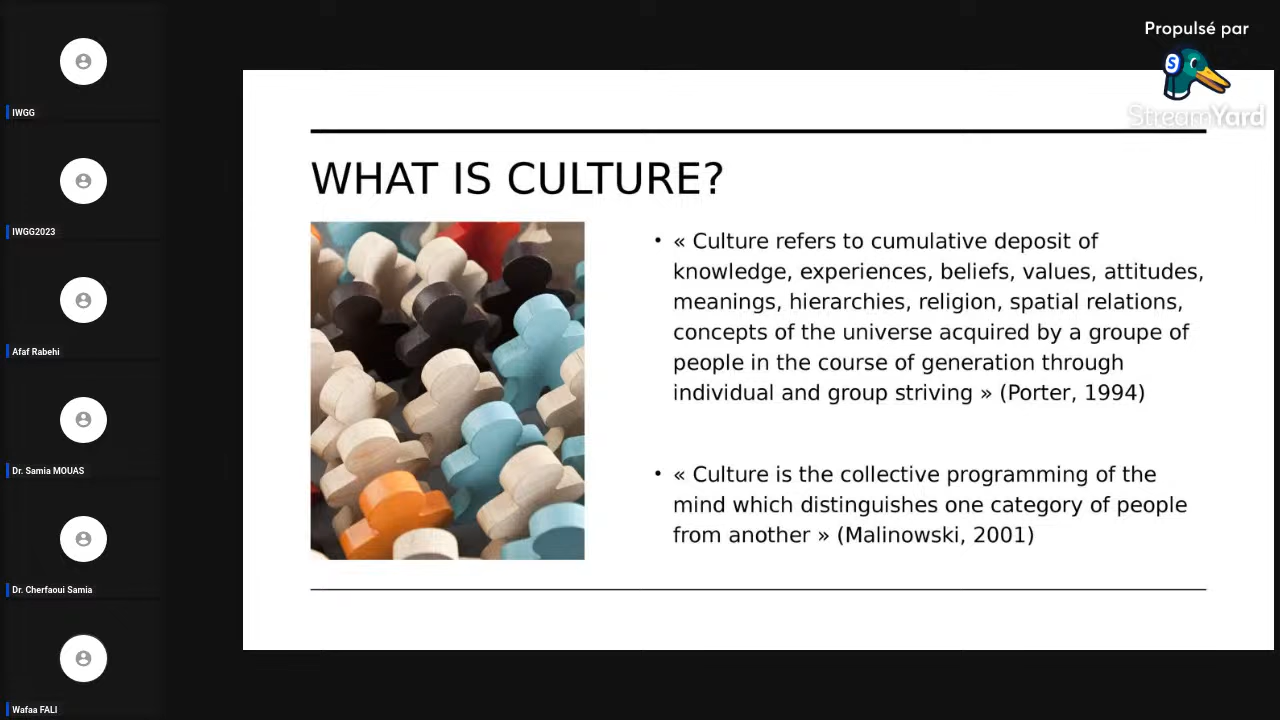 Propulsé par
StreamYard
IWGG
IWGG2023
Afaf Rabehi
Dr. Samia MOUAS
Dr. Cherfaoui Samia
Wafaa FALI
WHAT IS CULTURE?
• « Culture refers to cumulative deposit of
knowledge, experiences, beliefs, values, attitudes,
meanings, hierarchies, religion, spatial relations,
concepts of the universe acquired by a groupe of
people in the course of generation through
individual and group striving » (Porter, 1994)
• « Culture is the collective programming of the
mind which distinguishes one category of people
from another » (Malinowski, 2001)